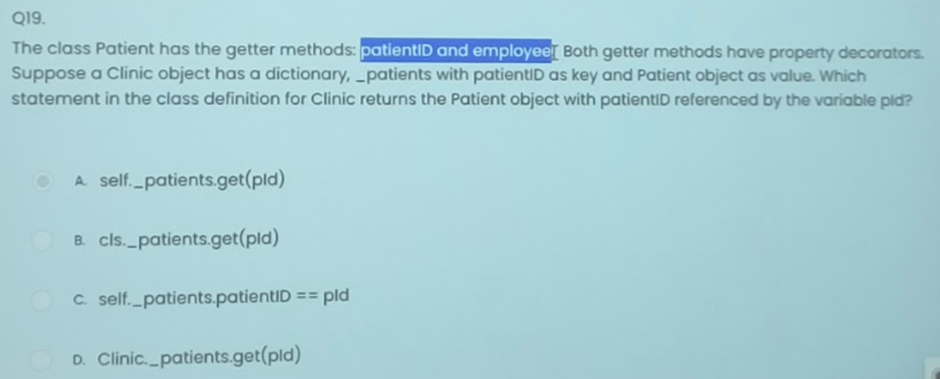 Q19.
The class Patient has the getter methods: patientID and employee. Both getter methods have property decorators.
Suppose a Clinic object has a dictionary, _patients with patientID as key and Patient object as value. Which
statement in the class definition for Clinic returns the Patient object with patientID referenced by the variable pId?
A. self._patients.get(pId)
B. cls._patients.get(pId)
C. self._patients.patientID == pId
D. Clinic._patients.get(pId)